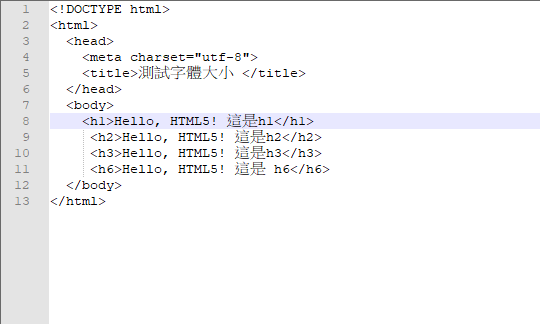 1 <!DOCTYPE html>
2 <html>
3 <head>
4 <meta charset="utf-8">
5 <title>測試字體大小 </title>
6 </head>
7 <body>
8 <h1>Hello, HTML5! 這是h1</h1>
9 <h2>Hello, HTML5! 這是h2</h2>
10 <h3>Hello, HTML5! 這是h3</h3>
11 <h6>Hello, HTML5! 這是 h6</h6>
12 </body>
13 </html>